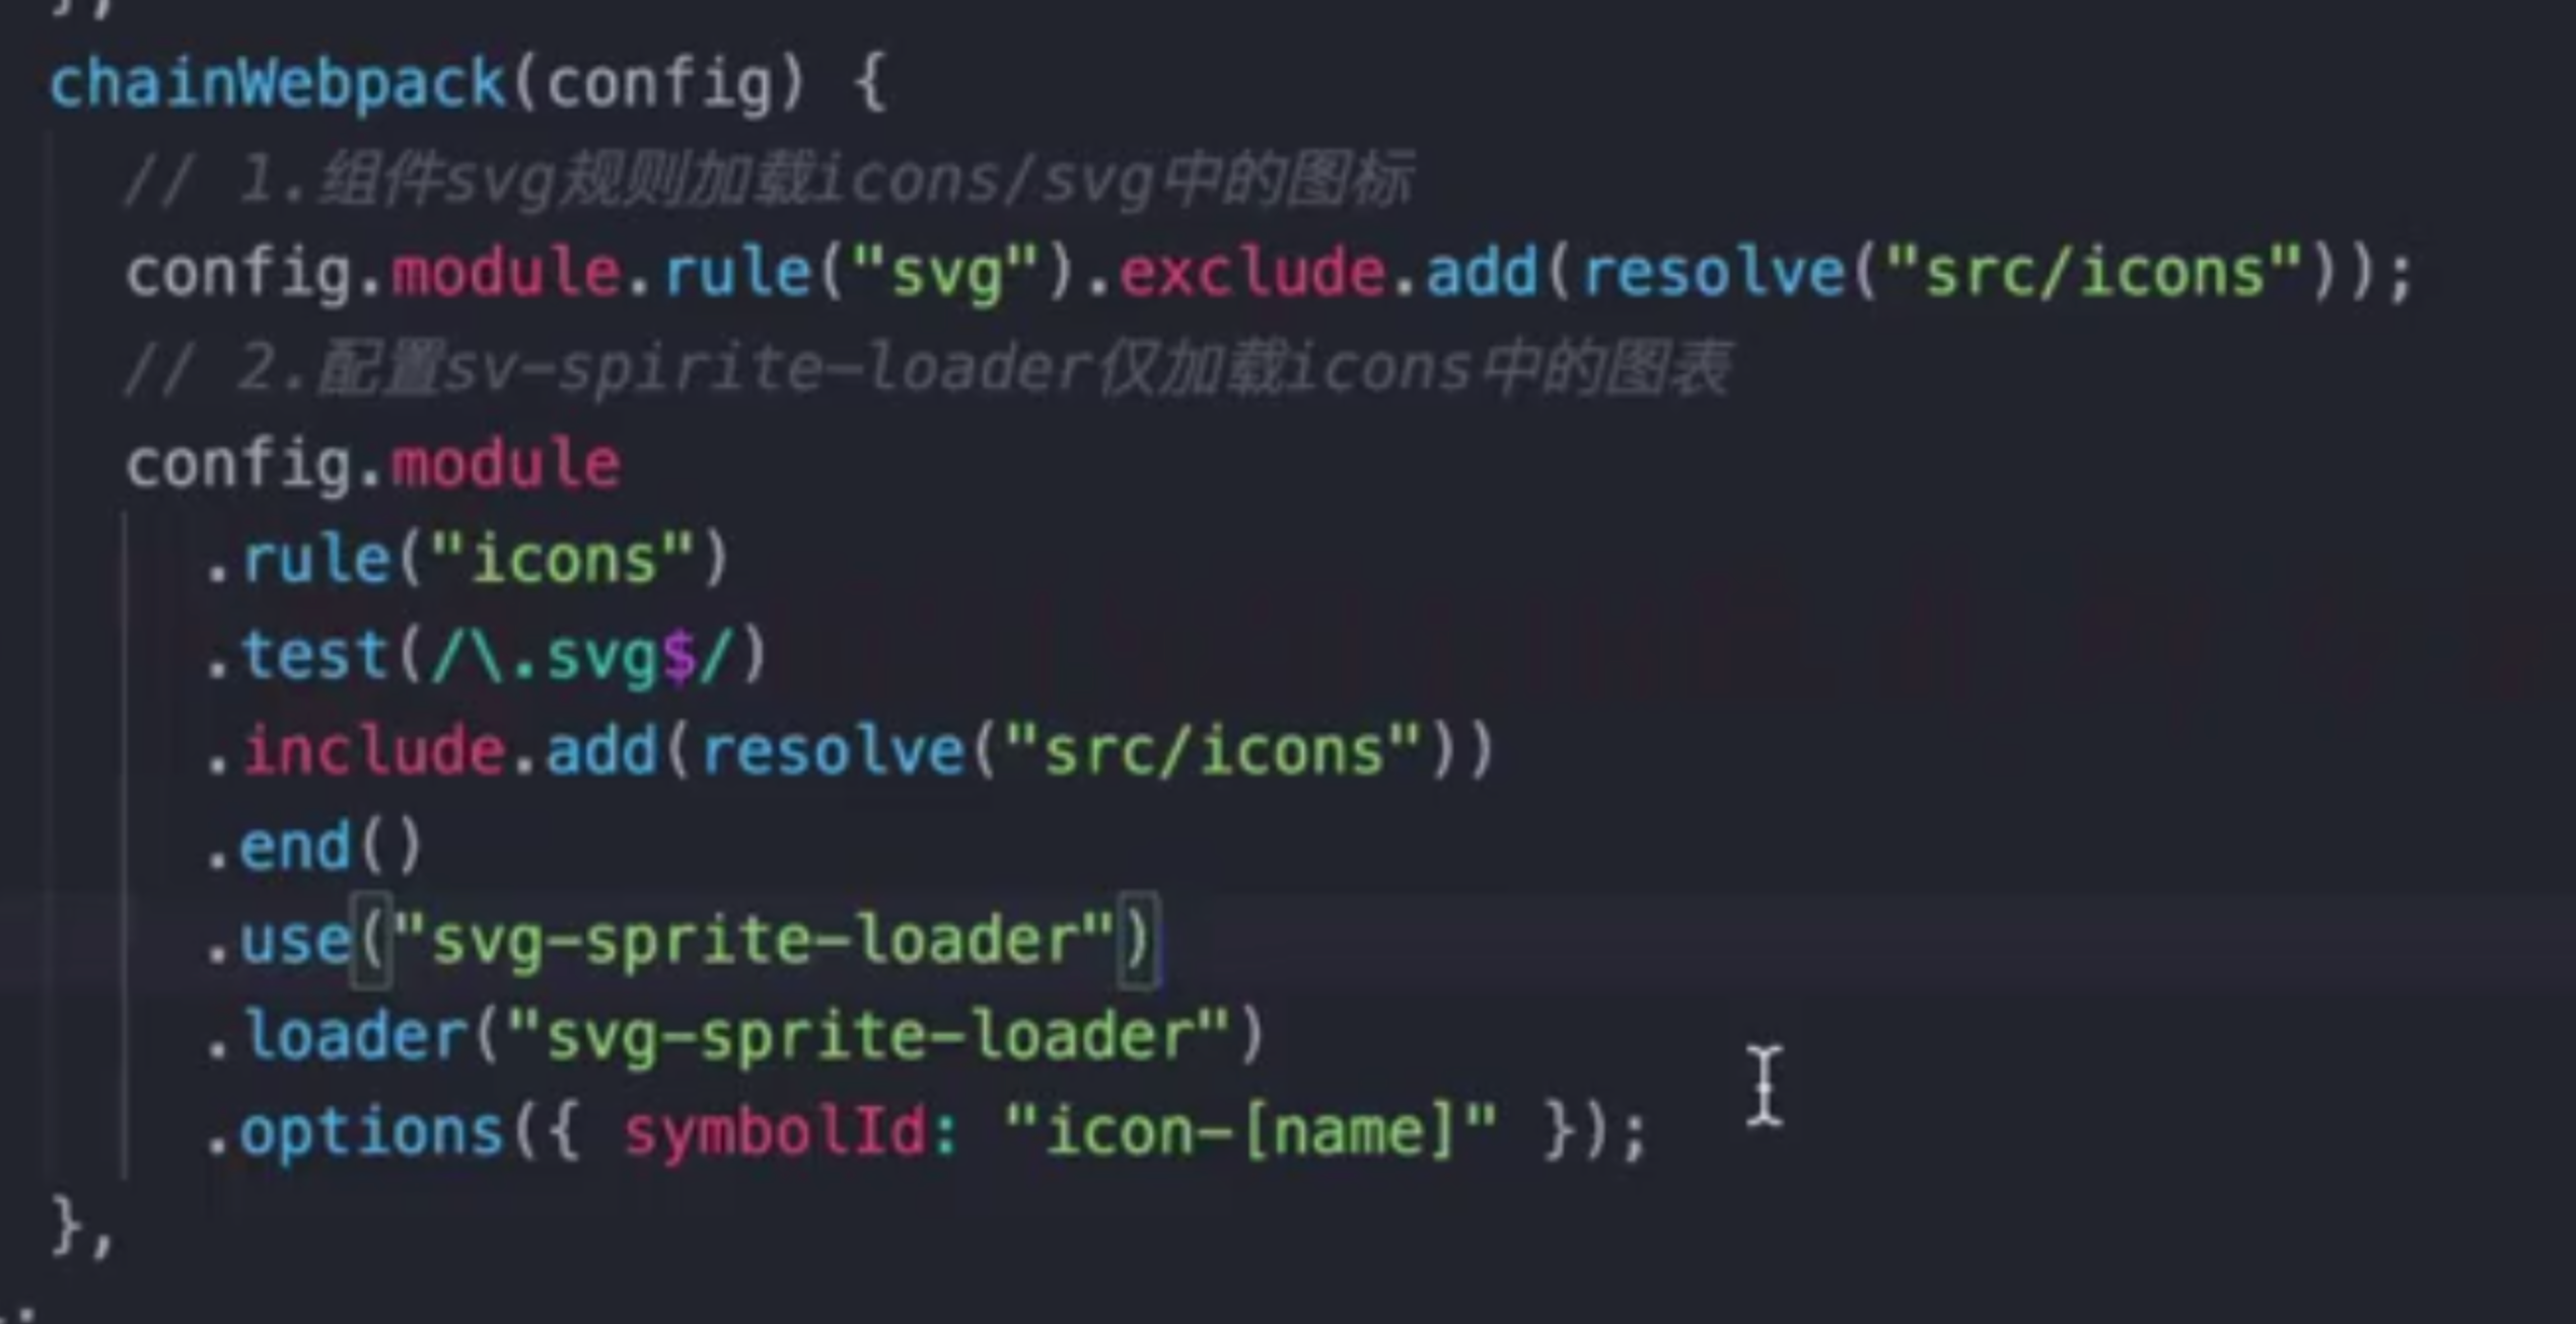 chainWebpack(config) {
// 1.组件svg规则加载icons/svg中的图标
config.module.rule("svg").exclude.add(resolve("src/icons"));
// 2.配置sv-spirite-loader仅加载icons中的图表
config.module
.rule("icons")
.test(/\.svg$/)
.include.add(resolve("src/icons"))
.end()
.use("svg-sprite-loader")
.loader("svg-sprite-loader")
.options({ symbolId: "icon-[name]" });
},